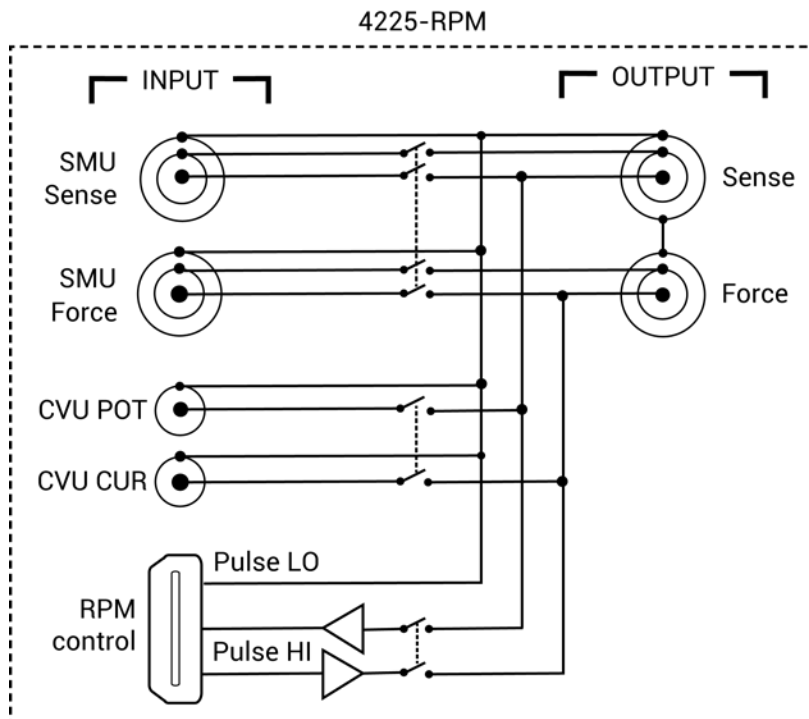 4225-RPM
INPUT
OUTPUT
SMU
Sense
Sense
SMU
Force
Force
CVU POT
CVU CUR
Pulse LO
RPM
control
Pulse HI